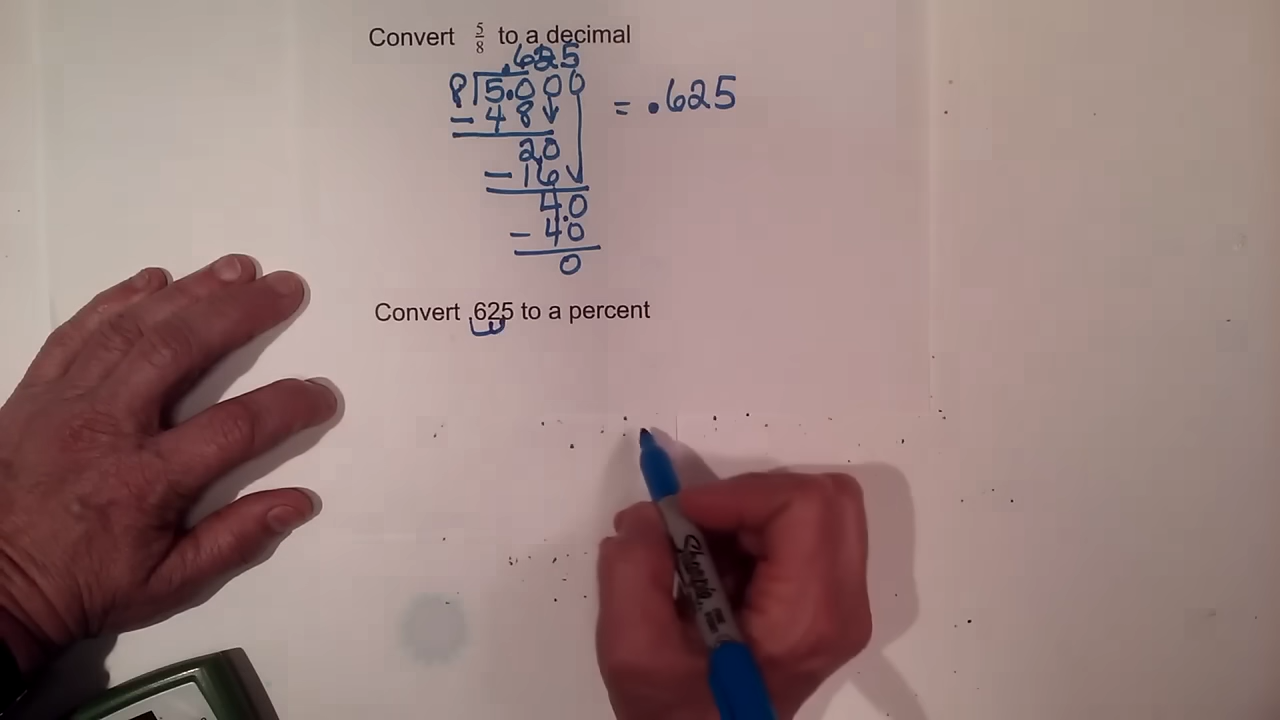 Convert 5/8 to a decimal
.625
8 5.000 = .625
- 48
20
- 16
40
- 40
0
Convert .625 to a percent
Sharpie